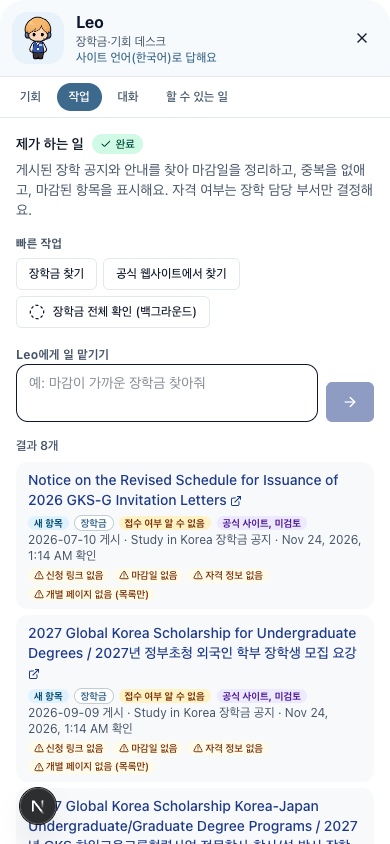 Leo
장학금·기회 데스크
사이트 언어(한국어)로 답해요
기회
작업
대화
할 수 있는 일
제가 하는 일
완료
게시된 장학 공지와 안내를 찾아 마감일을 정리하고, 중복을 없애
고, 마감된 항목을 표시해요. 자격 여부는 장학 담당 부서만 결정해
요.
빠른 작업
장학금 찾기
공식 웹사이트에서 찾기
장학금 전체 확인 (백그라운드)
Leo에게 일 맡기기
예: 마감이 가까운 장학금 찾아줘
결과 8개
Notice on the Revised Schedule for Issuance of
2026 GKS-G Invitation Letters
새 항목
장학금
접수 여부 알 수 없음
공식 사이트, 미검토
2026-07-10 게시 · Study in Korea 장학금 공지 · Nov 24, 2026,
1:14 AM 확인
신청 링크 없음
마감일 없음
자격 정보 없음
개별 페이지 없음 (목록만)
2027 Global Korea Scholarship for Undergraduate
Degrees / 2027년 정부초청 외국인 학부 장학생 모집 요강
새 항목
장학금
접수 여부 알 수 없음
공식 사이트, 미검토
2026-09-09 게시 · Study in Korea 장학금 공지 · Nov 24,
2026, 1:14 AM 확인
신청 링크 없음
마감일 없음
자격 정보 없음
개별 페이지 없음 (목록만)
N
7 Global Korea Scholarship Korea-Japan
Undergraduate/Graduate Degree Programs / 2027